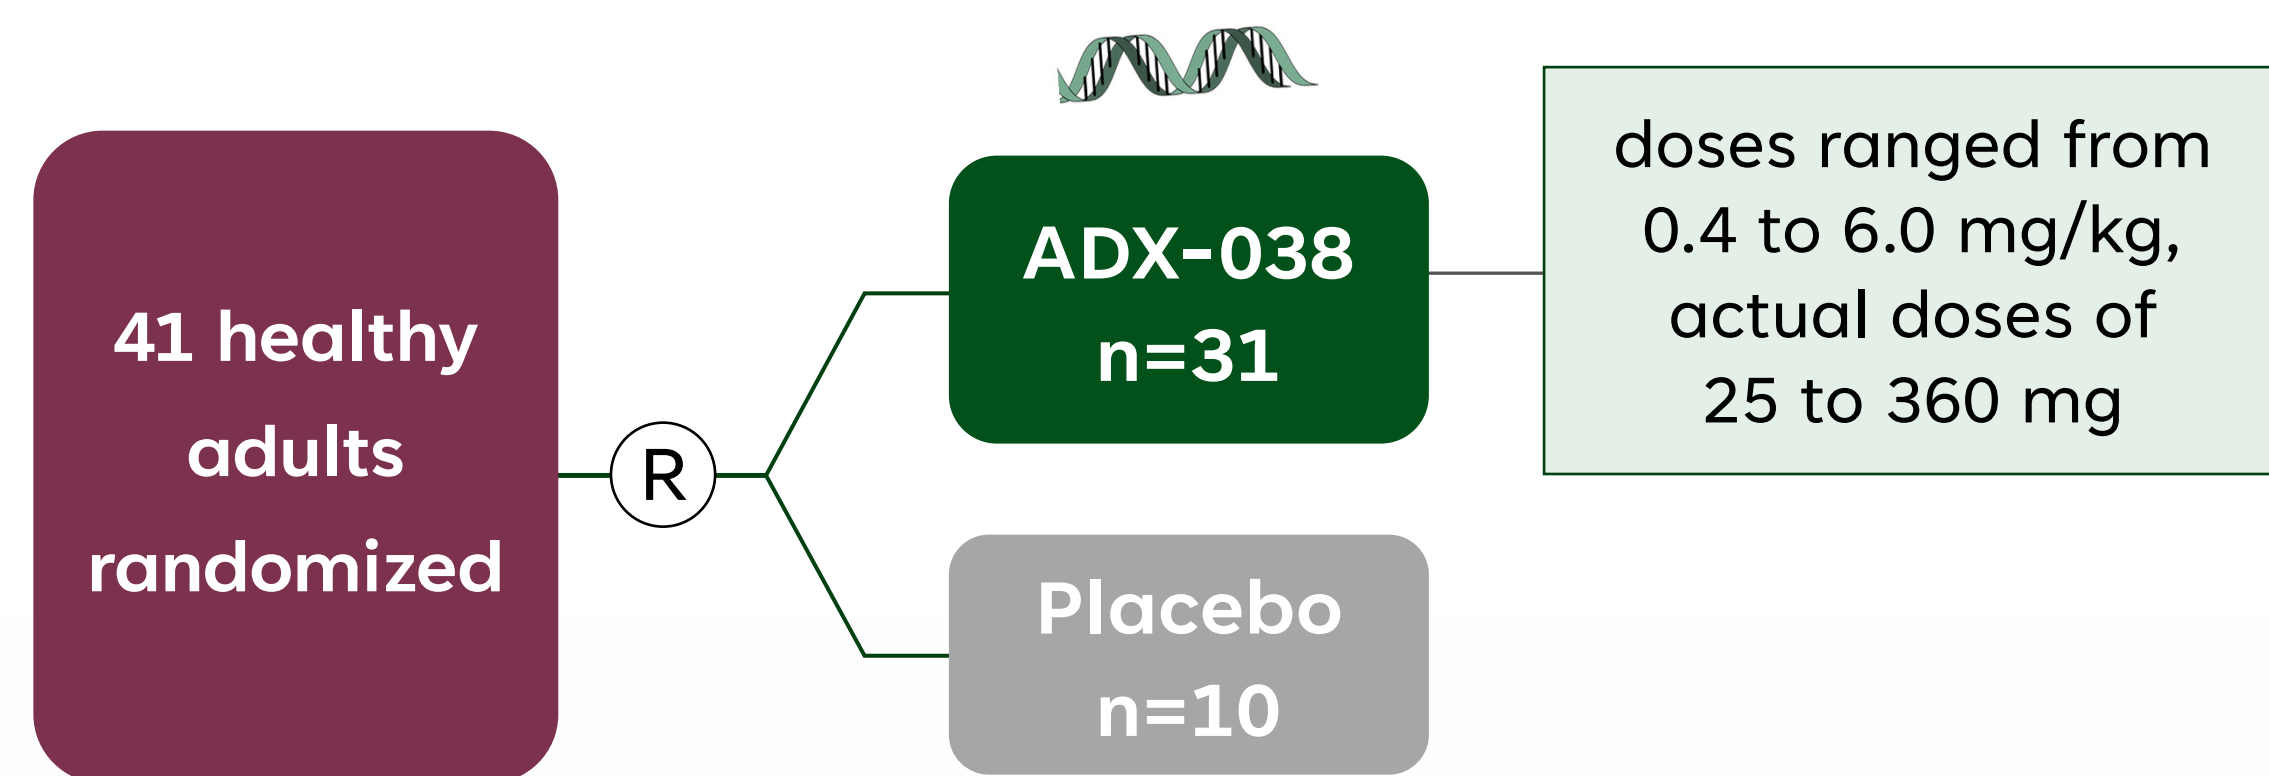 41 healthy
adults
randomized
R
ADX-038
n=31
doses ranged from
0.4 to 6.0 mg/kg,
actual doses of
25 to 360 mg
Placebo
n=10